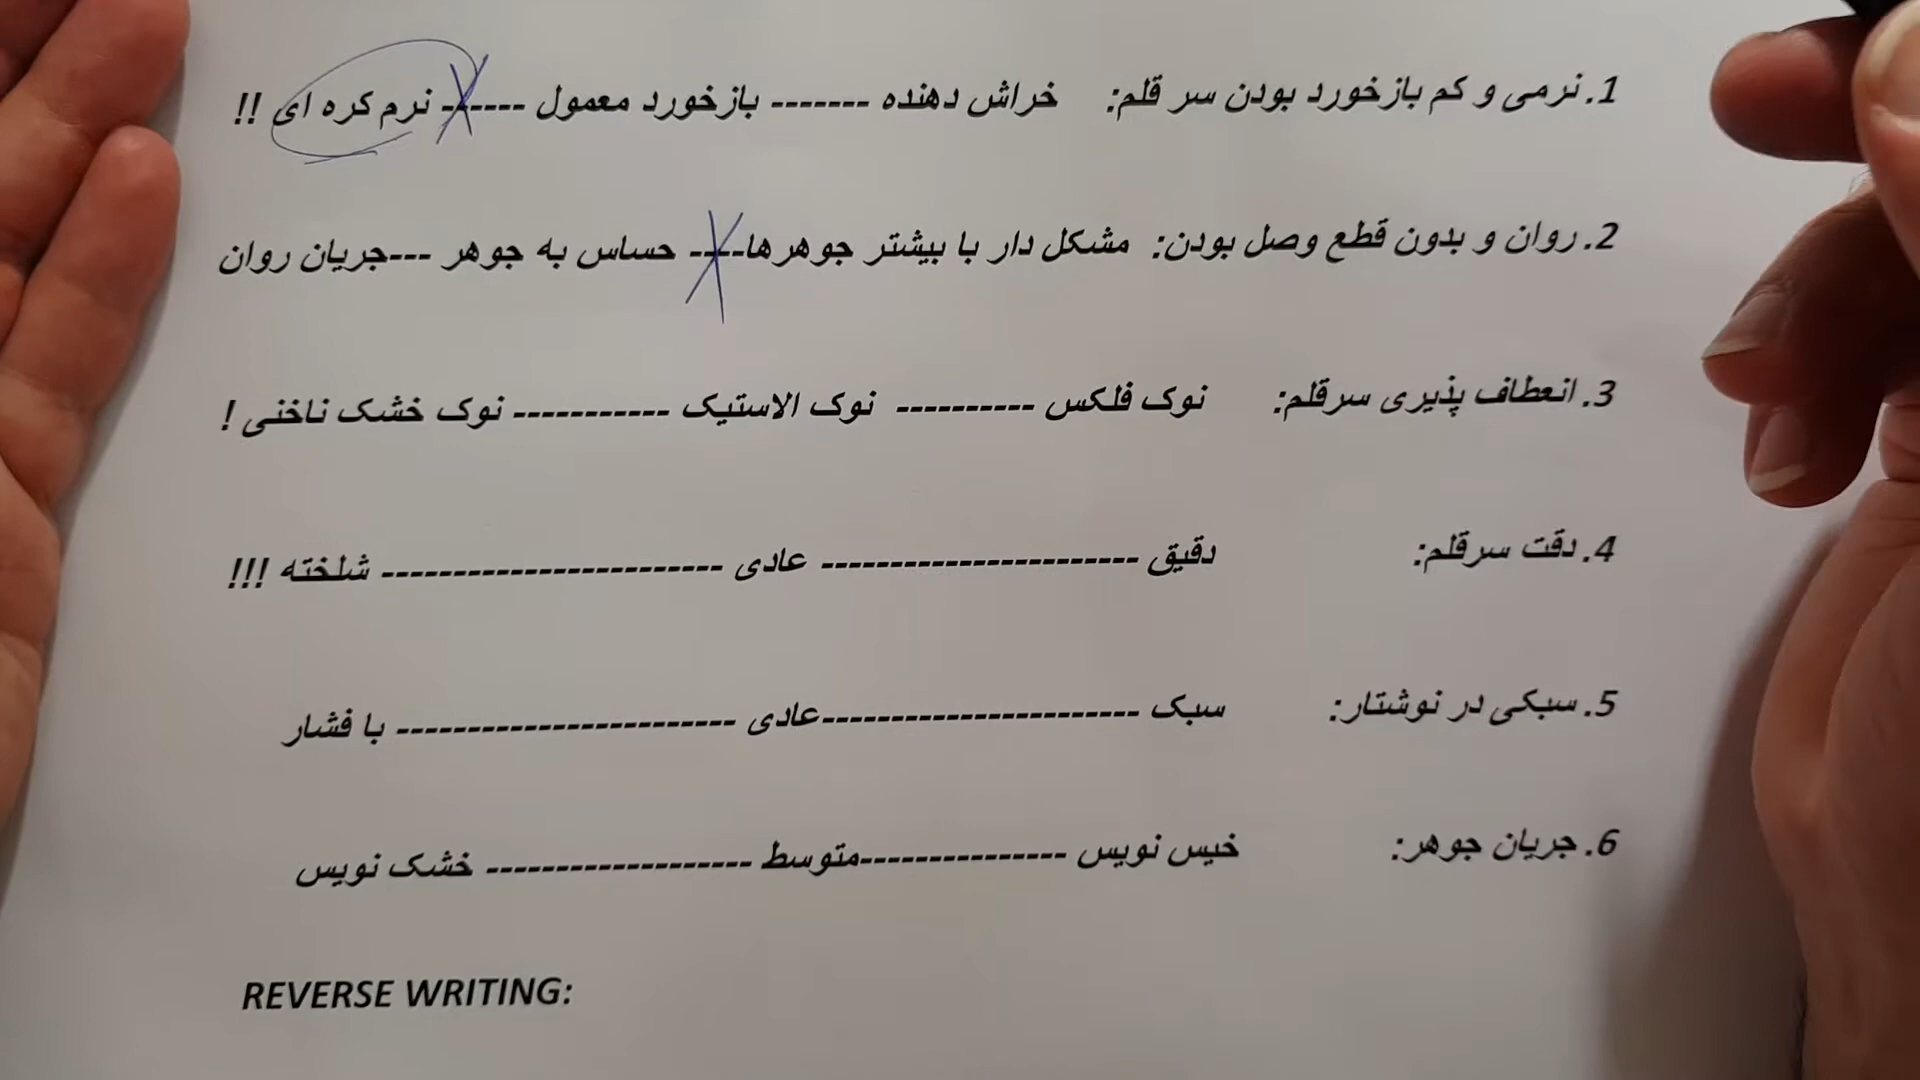 1. نرمی و کم بازخورد بودن سر قلم: خراش دهنده ------- بازخورد معمول ------ نرم کره ای !!
2. روان و بدون قطع وصل بودن: مشکل دار با بیشتر جوهرها---- حساس به جوهر ---جریان روان
3. انعطاف پذیری سرقلم: نوک فلکس ---------- نوک الاستیک ----------- نوک خشک ناخنی !
4. دقت سرقلم: دقیق ----------------------- عادی ------------------------ شلخته !!!
5. سبکی در نوشتار: سبک -----------------------عادی ------------------------ با فشار
6. جریان جوهر: خیس نویس ---------------متوسط ------------------- خشک نویس
REVERSE WRITING: